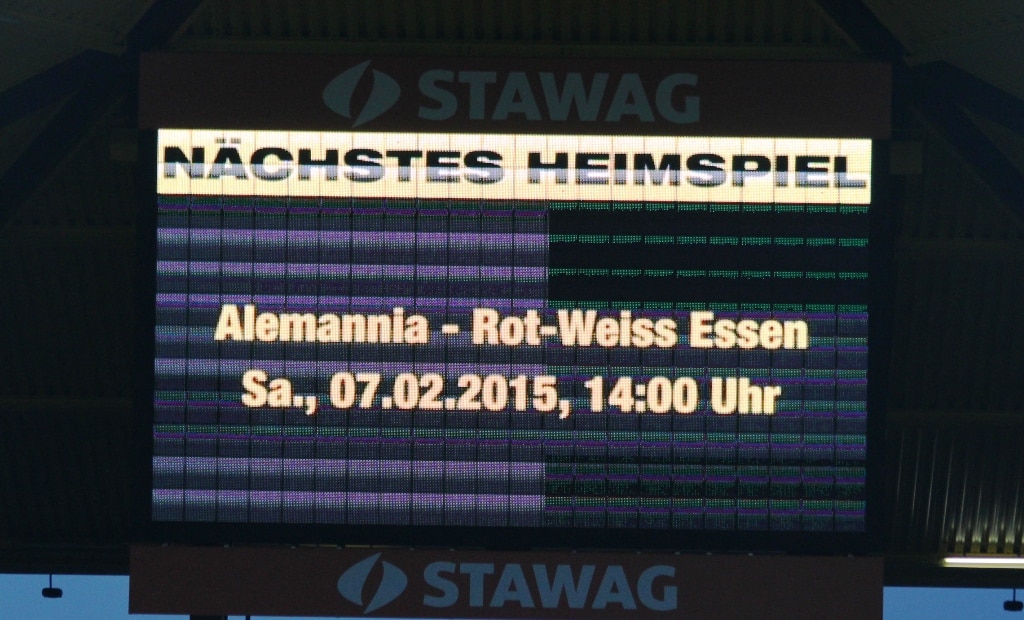 STAWAG
NÄCHSTES HEIMSPIEL
Alemannia - Rot-Weiss Essen
Sa., 07.02.2015, 14:00 Uhr
STAWAG